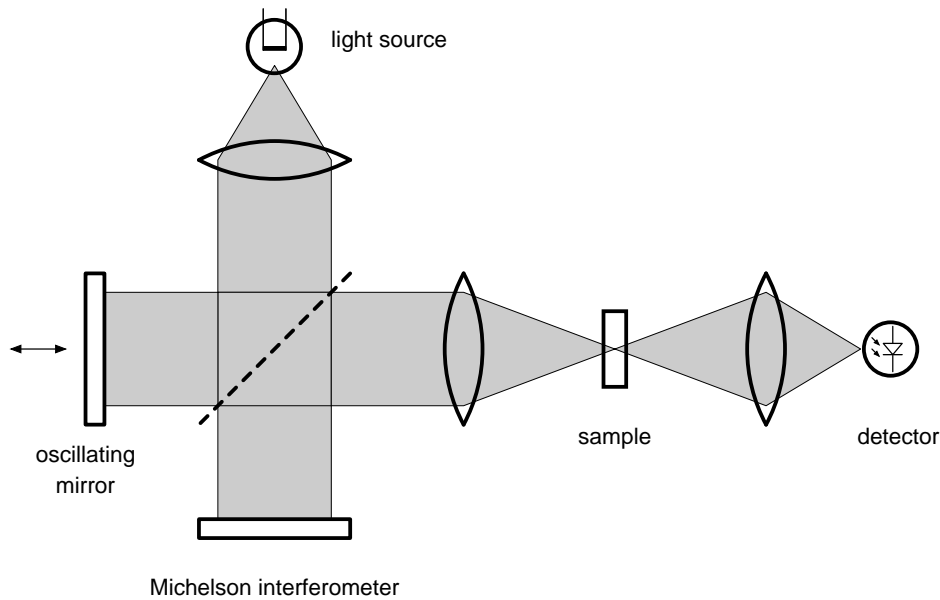 light source
sample
detector
oscillating
mirror
Michelson interferometer